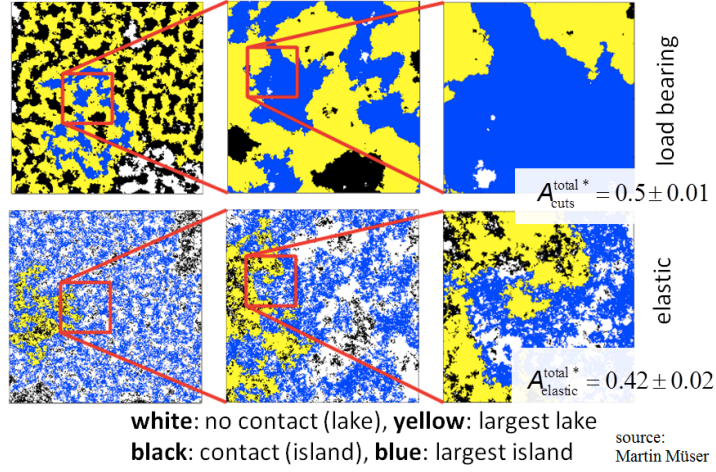 load bearing
A^total *_cuts = 0.5 ± 0.01
elastic
A^total *_elastic = 0.42 ± 0.02
white: no contact (lake), yellow: largest lake
black: contact (island), blue: largest island
source:
Martin Müser